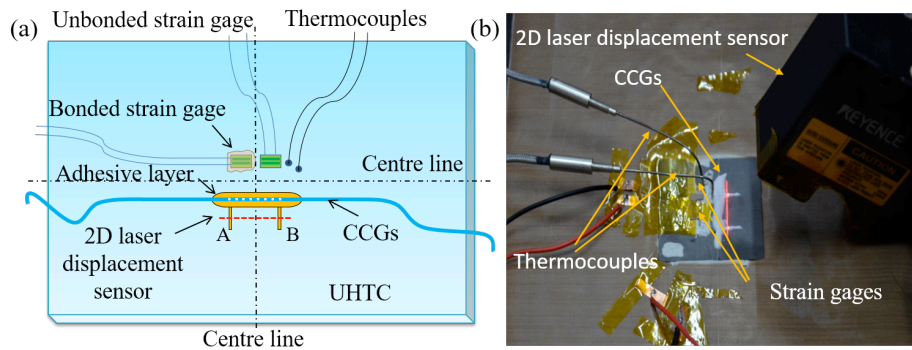 (a)
Unbonded strain gage
Thermocouples
Bonded strain gage
Centre line
Adhesive layer
A
B
CCGs
2D laser
displacement
sensor
UHTC
Centre line
(b)
2D laser displacement sensor
CCGs
KEYENCE
CAUTION
Thermocouples
Strain gages